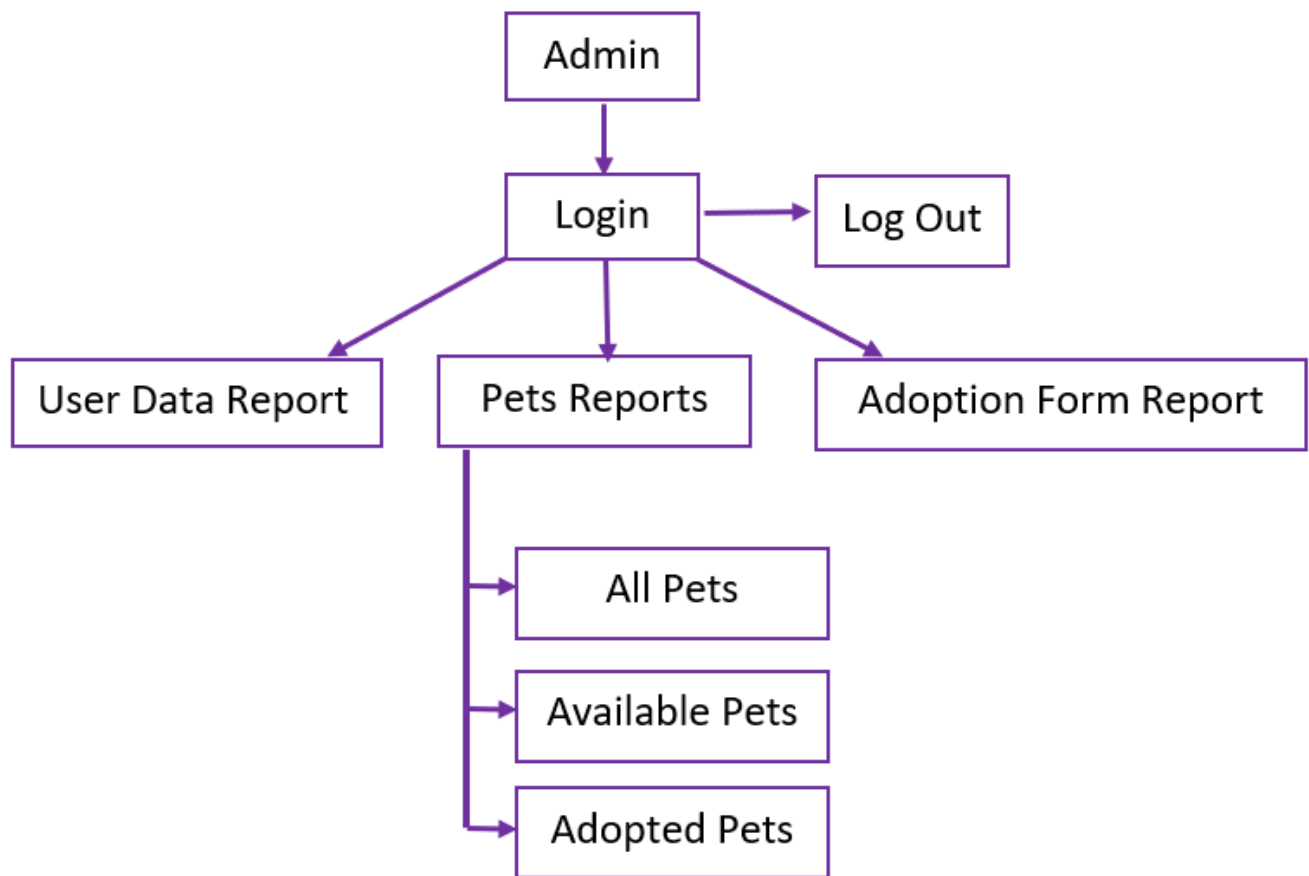 Admin
Login
Log Out
User Data Report
Pets Reports
Adoption Form Report
All Pets
Available Pets
Adopted Pets